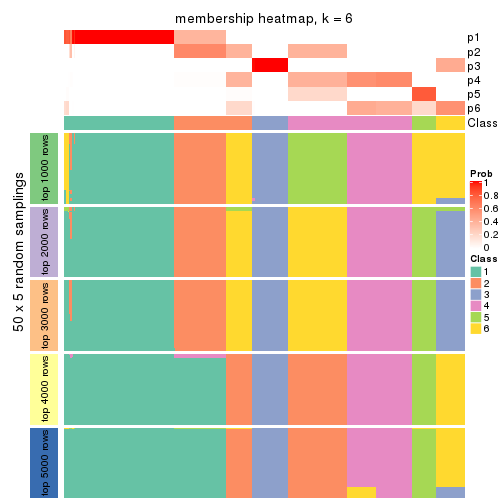 membership heatmap, k = 6
p1
p2
p3
p4
p5
p6
Class
50 x 5 random samplings
top 1000 rows
top 2000 rows
top 3000 rows
top 4000 rows
top 5000 rows
Prob
1
0.8
0.6
0.4
0.2
0
Class
1
2
3
4
5
6